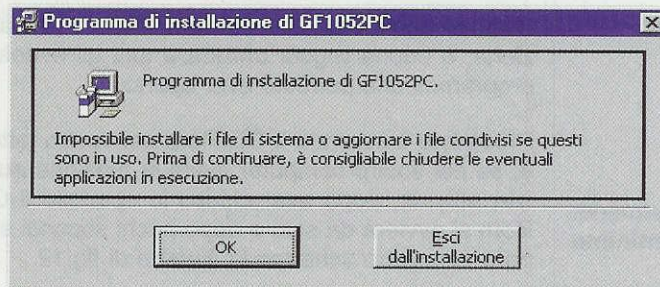 Programma di installazione di GF1052PC
Programma di installazione di GF1052PC.
Impossibile installare i file di sistema o aggiornare i file condivisi se questi
sono in uso. Prima di continuare, è consigliabile chiudere le eventuali
applicazioni in esecuzione.
OK
Esci
dall'installazione